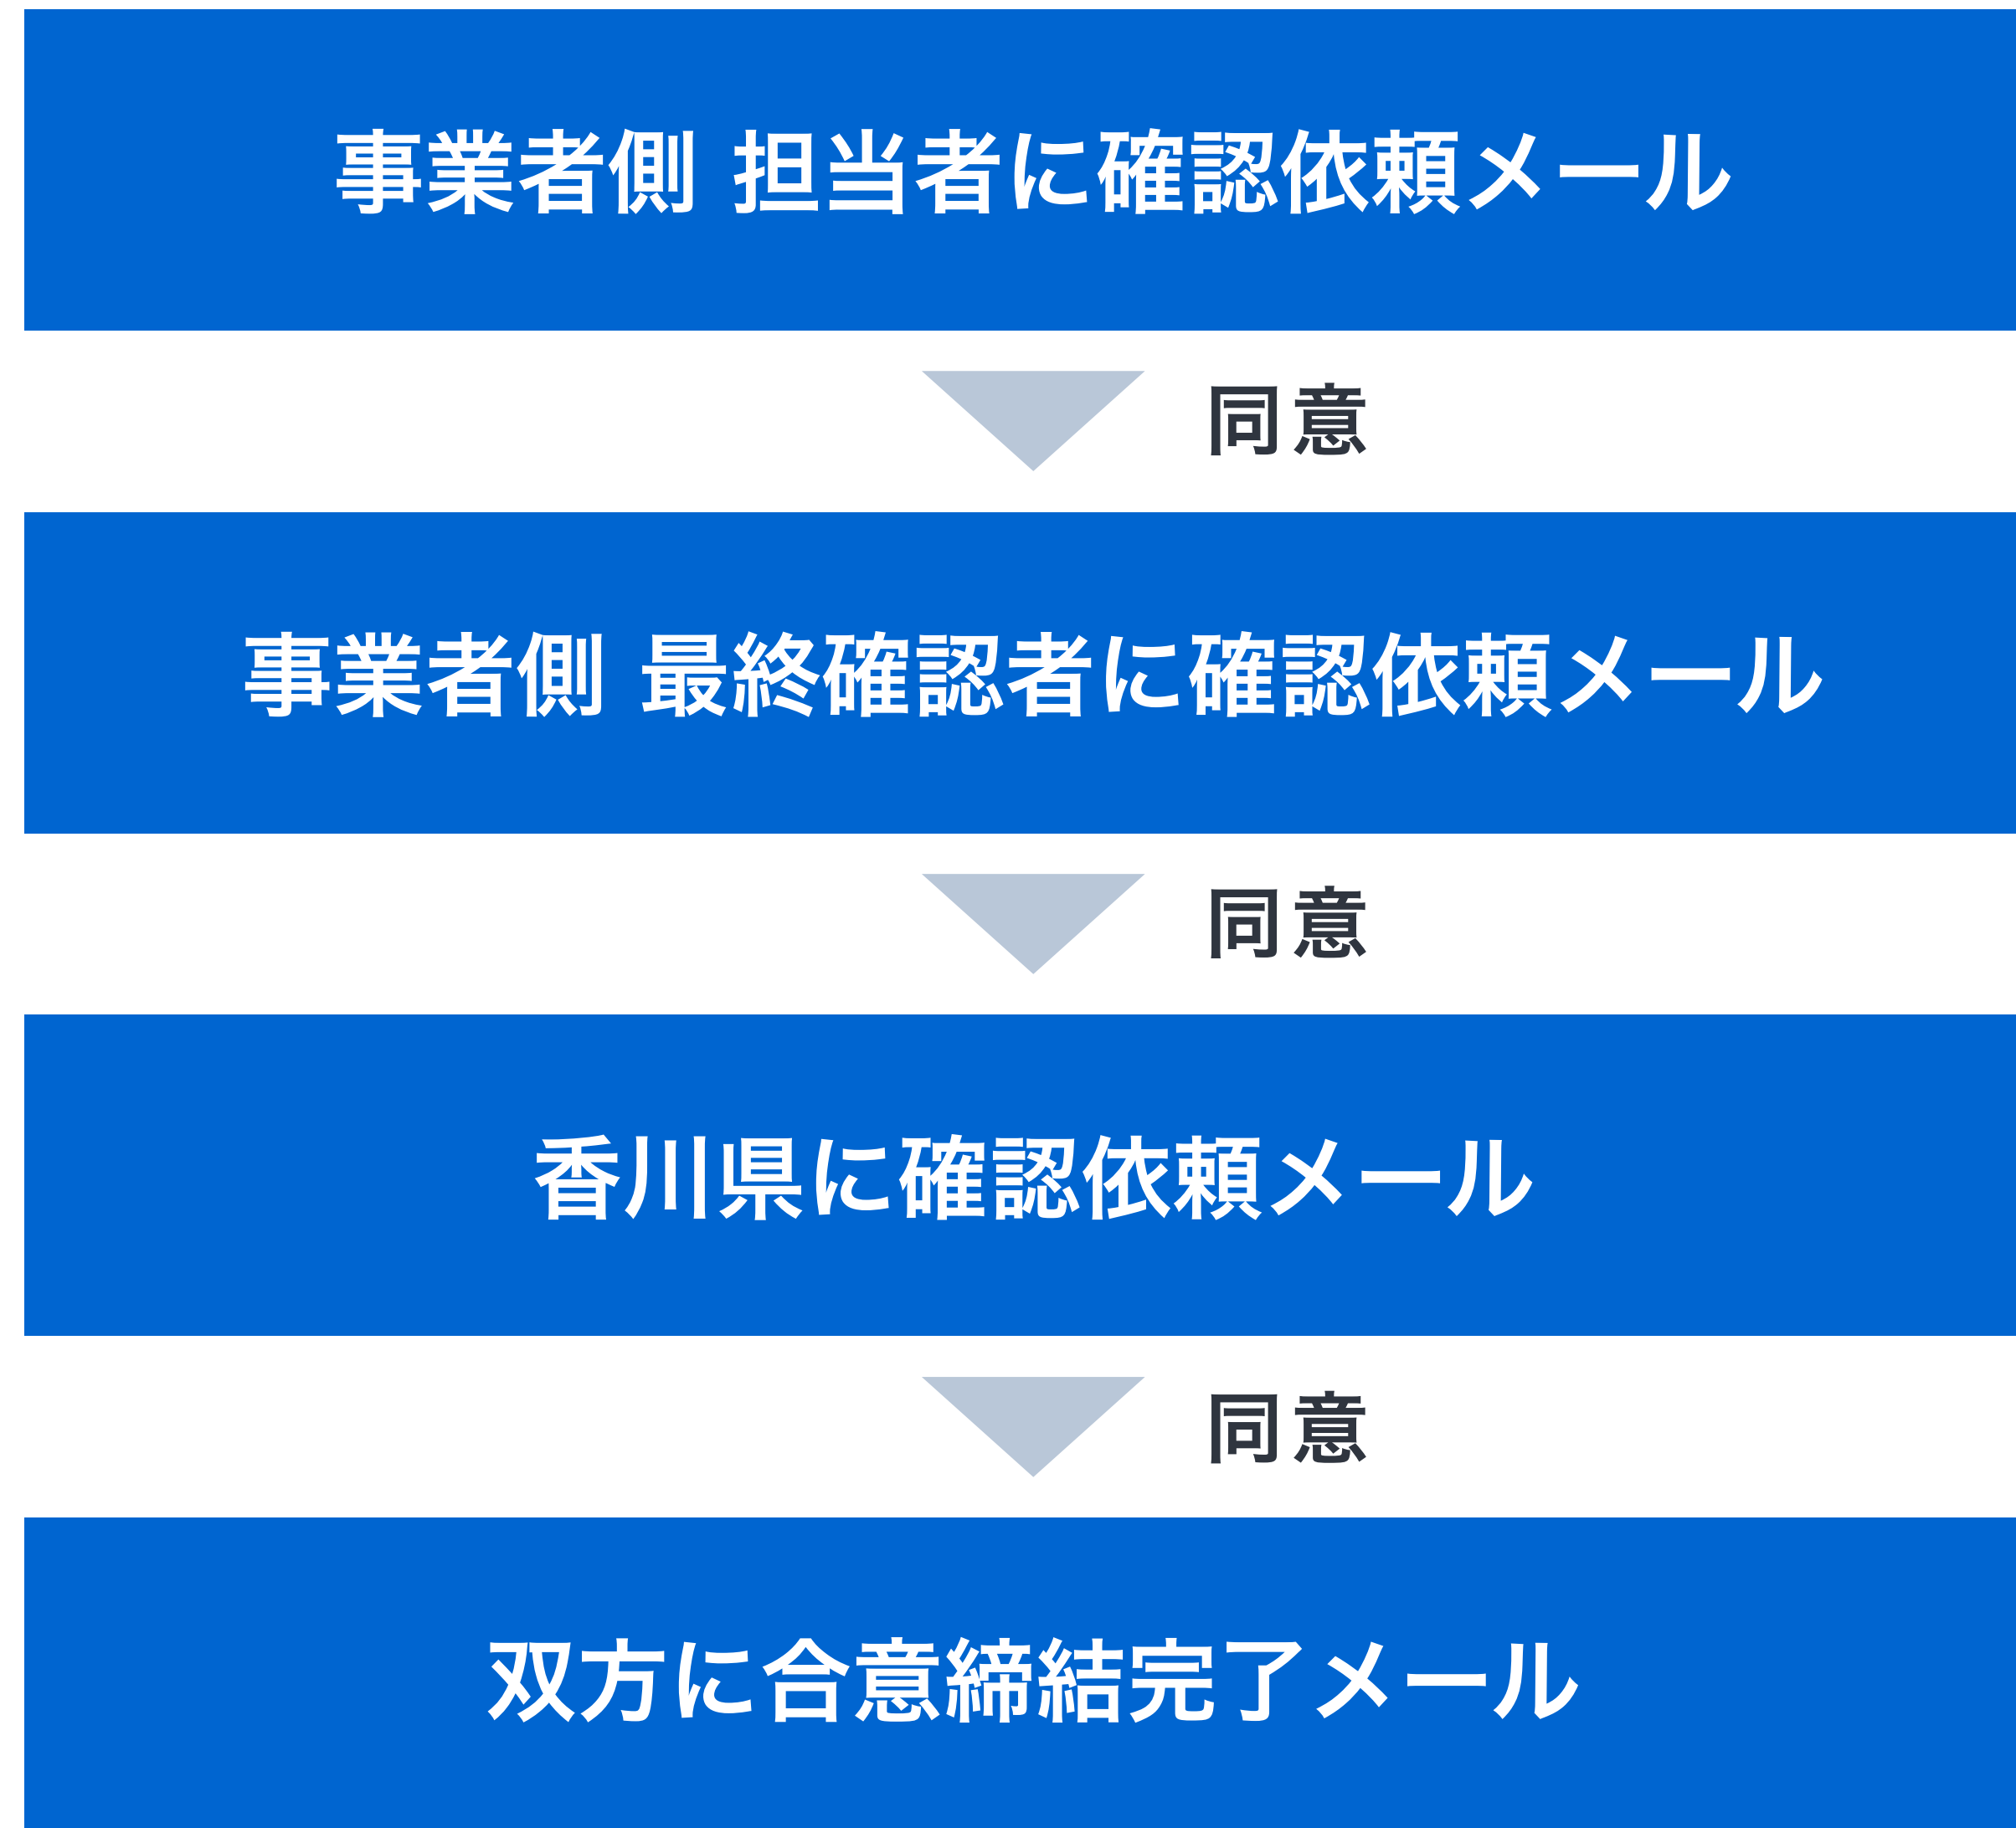 事業者側 担当者に確認依頼メール
同意
事業者側 最終確認者に確認依頼メール
同意
香川県に確認依頼メール
同意
双方に合意締結完了メール